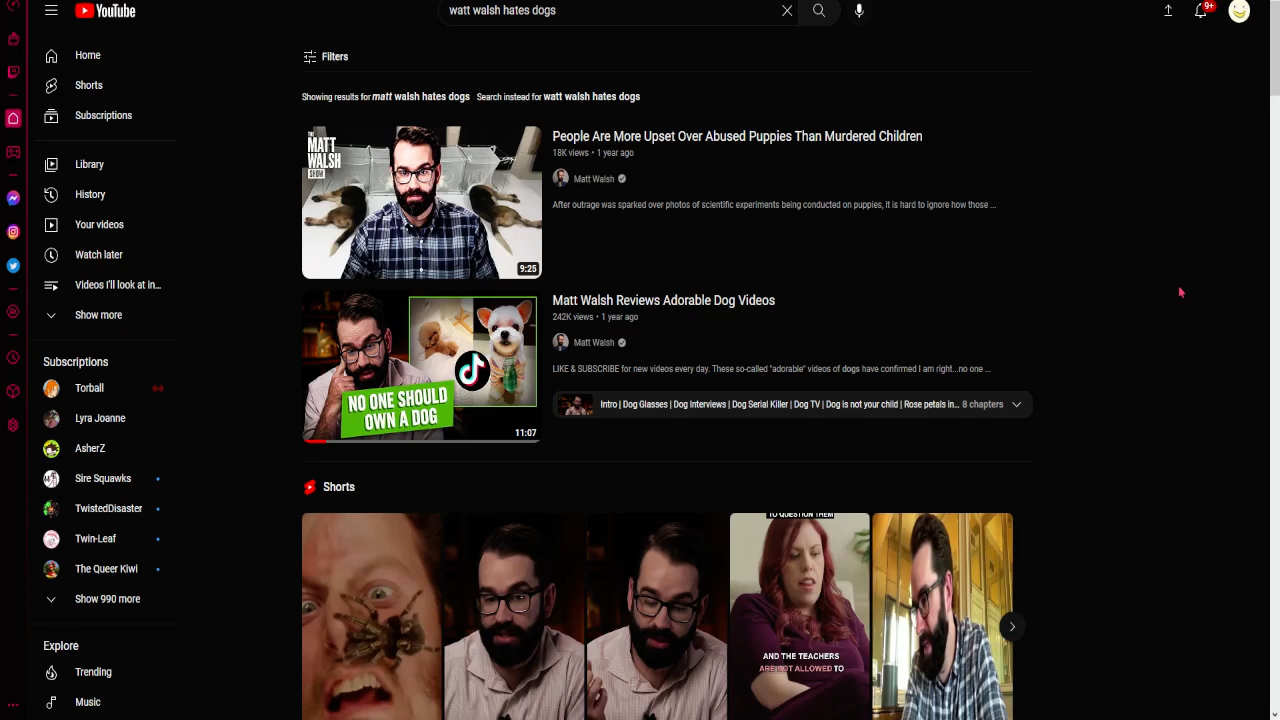 YouTube
watt walsh hates dogs
9+
Home
Shorts
Subscriptions
Library
History
Your videos
Watch later
Videos I'll look at in...
Show more
Subscriptions
Torball
Lyra Joanne
AsherZ
Sire Squawks
TwistedDisaster
Twin-Leaf
The Queer Kiwi
Show 990 more
Explore
Trending
Music
Filters
Showing results for matt walsh hates dogs Search instead for watt walsh hates dogs
THE
MATT
WALSH
SHOW
9:25
People Are More Upset Over Abused Puppies Than Murdered Children
18K views • 1 year ago
Matt Walsh
After outrage was sparked over photos of scientific experiments being conducted on puppies, it is hard to ignore how those ...
NO ONE SHOULD
OWN A DOG
11:07
Matt Walsh Reviews Adorable Dog Videos
242K views • 1 year ago
Matt Walsh
LIKE & SUBSCRIBE for new videos every day. These so-called "adorable" videos of dogs have confirmed I am right...no one ...
Intro | Dog Glasses | Dog Interviews | Dog Serial Killer | Dog TV | Dog is not your child | Rose petals in... 8 chapters
Shorts
TO QUESTION THEM
AND THE TEACHERS
ARE NOT ALLOWED TO